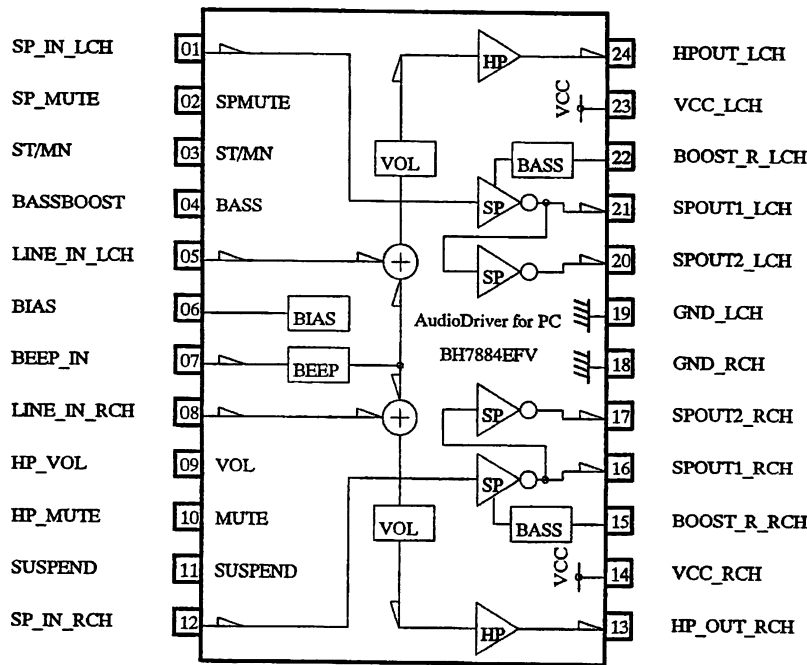 SP_IN_LCH 01 HP 24 HPOUT_LCH
SP_MUTE 02 SPMUTE VCC 23 VCC_LCH
ST/MN 03 ST/MN VOL BASS 22 BOOST_R_LCH
BASSBOOST 04 BASS SP 21 SPOUT1_LCH
LINE_IN_LCH 05 + SP 20 SPOUT2_LCH
BIAS 06 BIAS AudioDriver for PC 19 GND_LCH
BEEP_IN 07 BEEP BH7884EFV 18 GND_RCH
LINE_IN_RCH 08 + SP 17 SPOUT2_RCH
HP_VOL 09 VOL SP 16 SPOUT1_RCH
HP_MUTE 10 MUTE VOL BASS 15 BOOST_R_RCH
SUSPEND 11 SUSPEND VCC 14 VCC_RCH
SP_IN_RCH 12 HP 13 HP_OUT_RCH